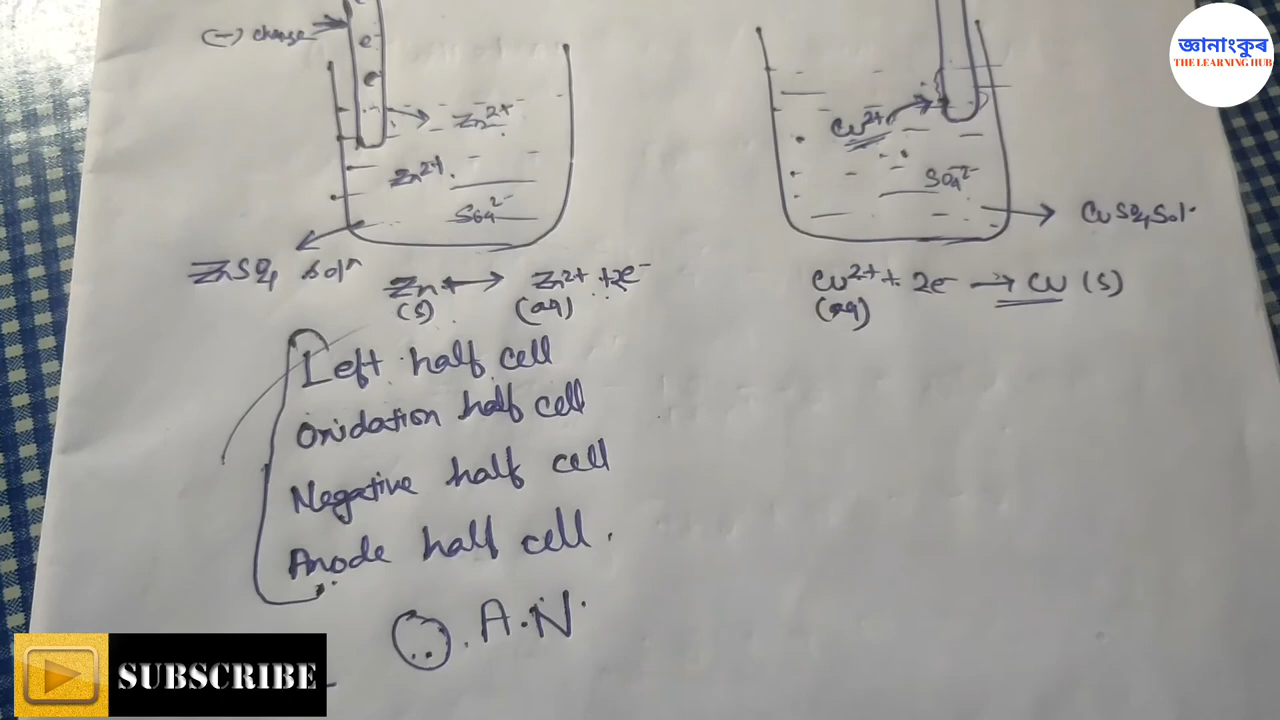 জ্ঞানাংকুৰ
THE LEARNING HUB
(-) charge
e-
e
Zn2+
Zn2+
SO4 2-
ZnSO4 soln
Cu2+
SO4 2-
CuSO4 Soln
Zn → Zn2+ + 2e-
(s) (aq)
Cu2+ + 2e- → Cu (s)
(aq)
Left half cell
Oxidation half cell
Negative half cell
Anode half cell.
A.N.
SUBSCRIBE